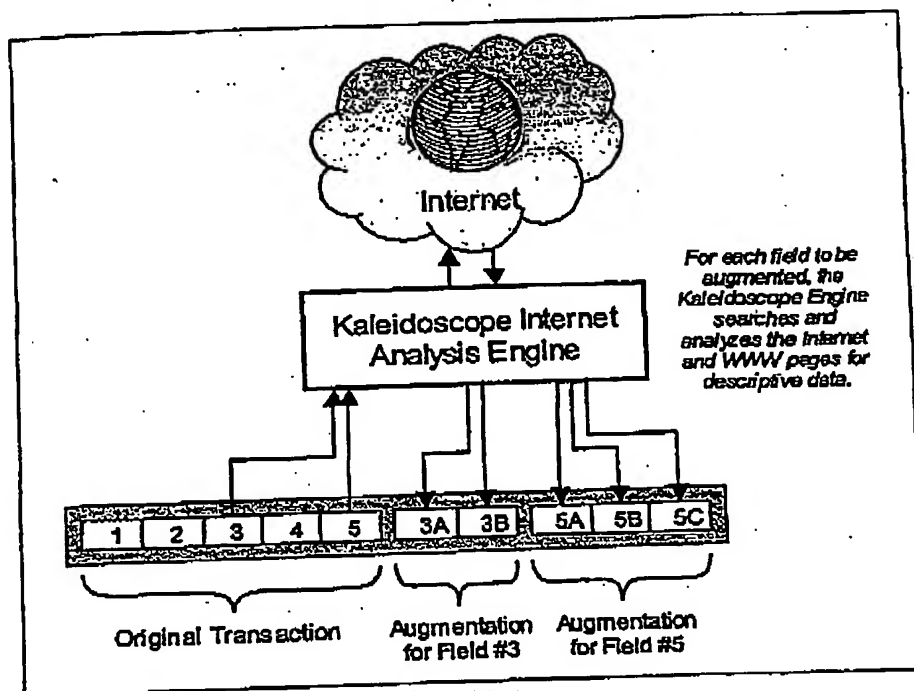 Internet
For each field to be
augmented, the
Kaleidoscope Engine
searches and
analyzes the Internet
and WWW pages for
descriptive data.
Kaleidoscope Internet
Analysis Engine
1 2 3 4 5 3A 3B 5A 5B 5C
Original Transaction
Augmentation
for Field #3
Augmentation
for Field #5